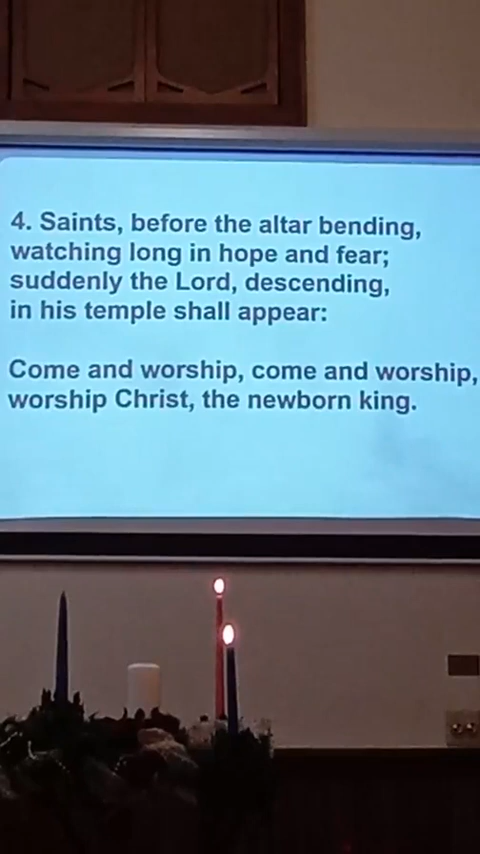 4. Saints, before the altar bending,
watching long in hope and fear;
suddenly the Lord, descending,
in his temple shall appear:
Come and worship, come and worship,
worship Christ, the newborn king.